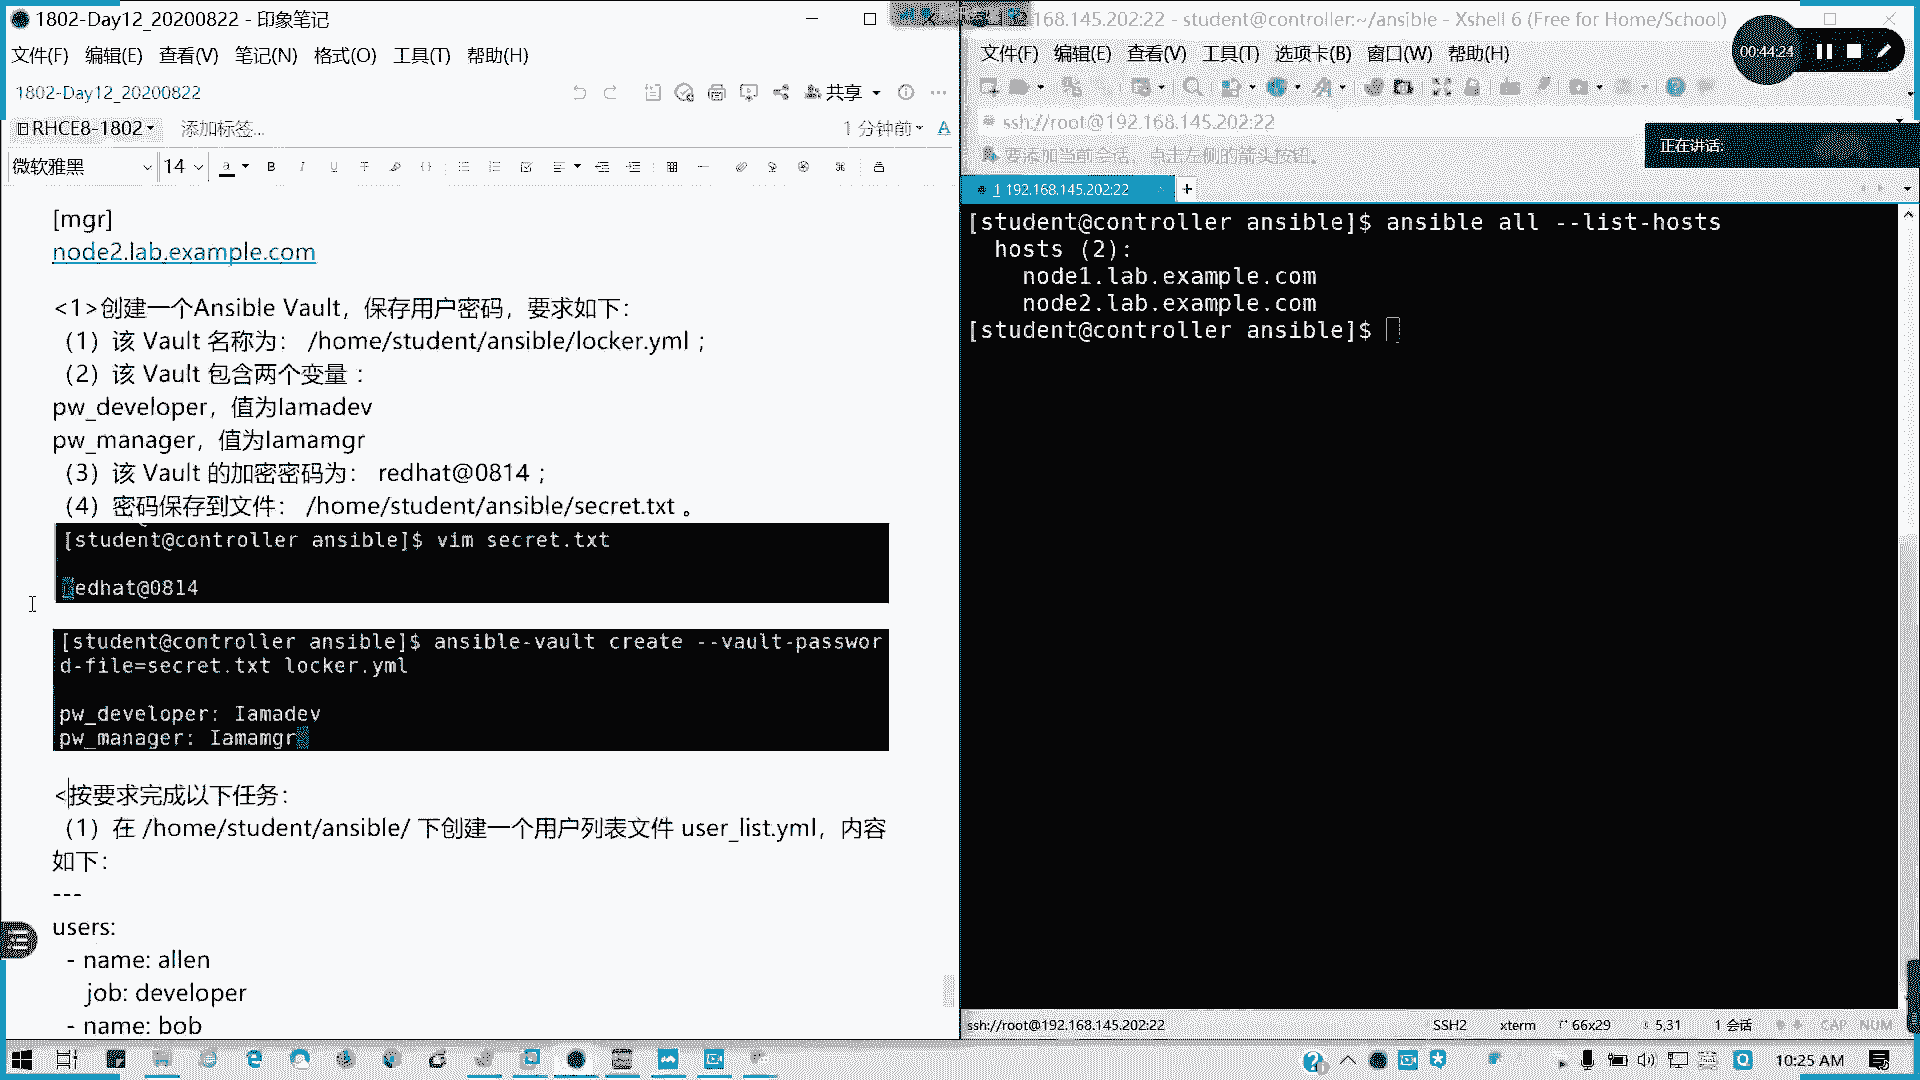 1802-Day12_20200822 - 印象笔记
文件(F) 编辑(E) 查看(V) 笔记(N) 格式(O) 工具(T) 帮助(H)
1802-Day12_20200822
共享
RHCE8-1802
添加标签...
1 分钟前
微软雅黑
14
[mgr]
node2.lab.example.com
<1>创建一个Ansible Vault，保存用户密码，要求如下：
（1）该 Vault 名称为： /home/student/ansible/locker.yml ；
（2）该 Vault 包含两个变量：
pw_developer，值为Iamadev
pw_manager，值为Iamamgr
（3）该 Vault 的加密密码为： redhat@0814 ；
（4）密码保存到文件： /home/student/ansible/secret.txt 。
[student@controller ansible]$ vim secret.txt
redhat@0814
[student@controller ansible]$ ansible-vault create --vault-passwor
d-file=secret.txt locker.yml
pw_developer: Iamadev
pw_manager: Iamamgr
<按要求完成以下任务：
（1）在 /home/student/ansible/ 下创建一个用户列表文件 user_list.yml，内容
如下：
---
users:
- name: allen
job: developer
- name: bob
168.145.202:22 - student@controller:~/ansible - Xshell 6 (Free for Home/School)
00:44:24
文件(F) 编辑(E) 查看(V) 工具(T) 选项卡(B) 窗口(W) 帮助(H)
ssh://root@192.168.145.202:22
要添加当前会话，点击左侧的箭头按钮。
正在讲话:
1 192.168.145.202:22
[student@controller ansible]$ ansible all --list-hosts
hosts (2):
node1.lab.example.com
node2.lab.example.com
[student@controller ansible]$
ssh://root@192.168.145.202:22
SSH2
xterm
66x29
5,31
1 会话
CAP
NUM
10:25 AM